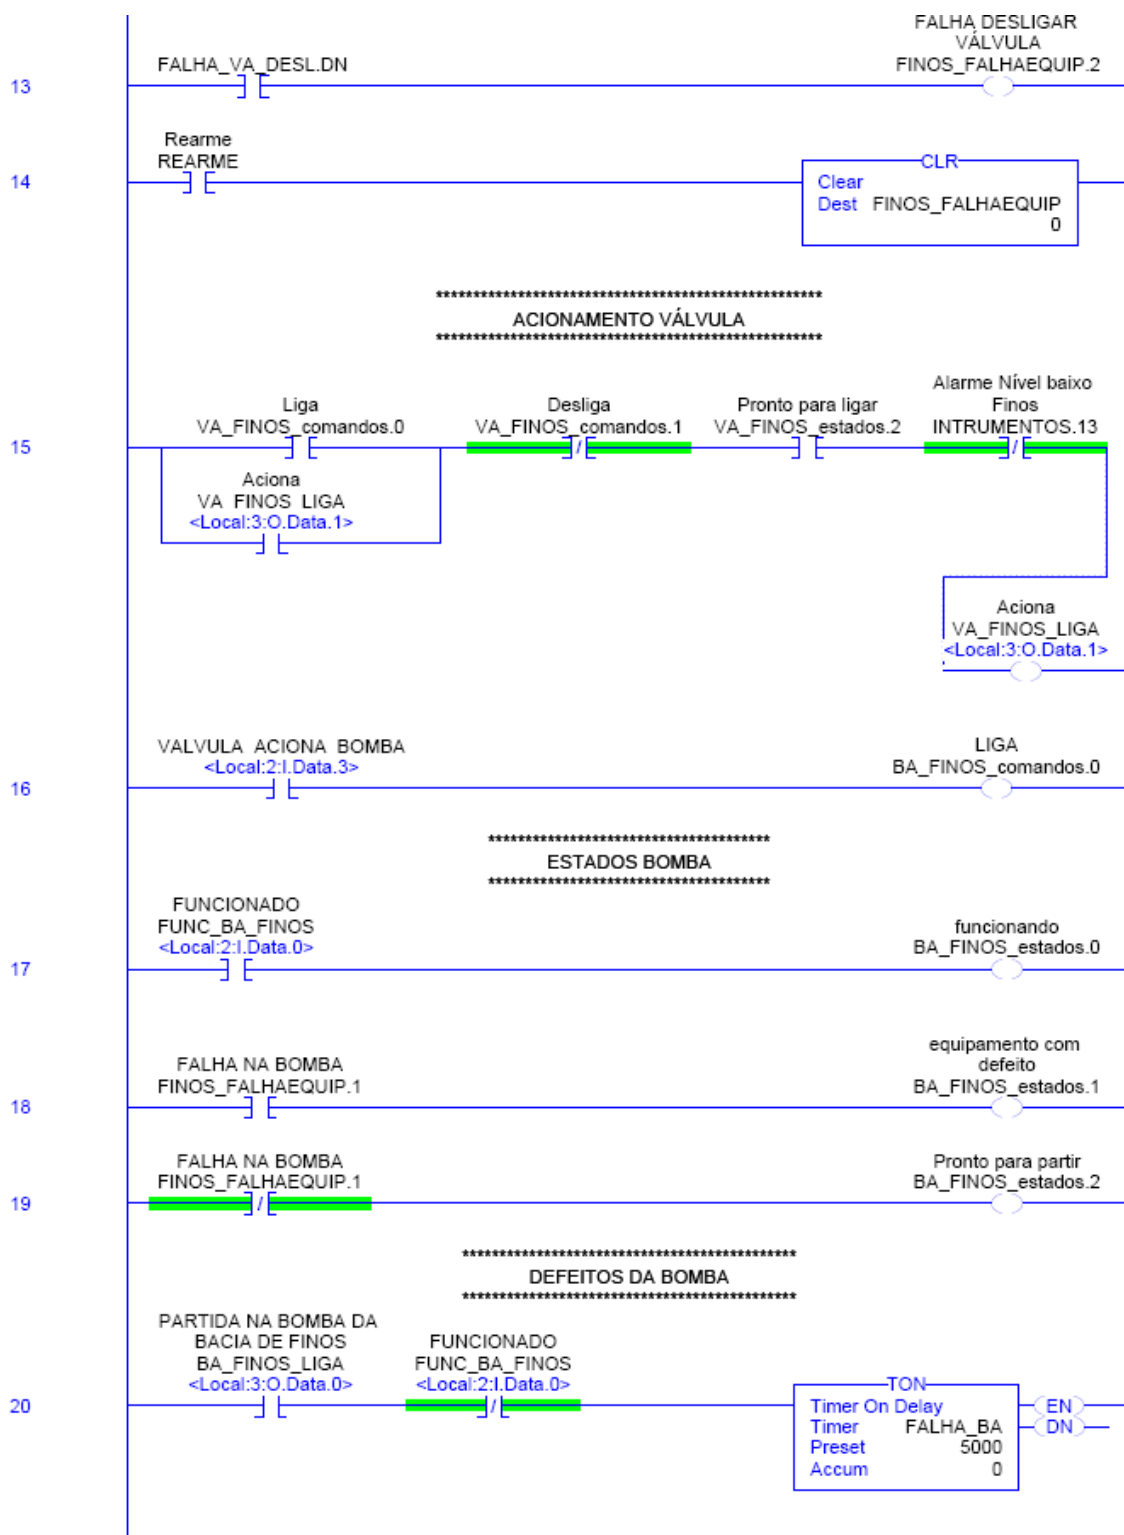 FALHA DESLIGAR
VÁLVULA
FALHA_VA_DESL.DN
FINOS_FALHAEQUIP.2
13
Rearme
REARME
14
CLR
Clear
Dest FINOS_FALHAEQUIP
0
****************************************************
ACIONAMENTO VÁLVULA
****************************************************
Liga
VA_FINOS_comandos.0
Desliga
VA_FINOS_comandos.1
Pronto para ligar
VA_FINOS_estados.2
Alarme Nível baixo
Finos
INTRUMENTOS.13
15
Aciona
VA_FINOS_LIGA
<Local:3:O.Data.1>
Aciona
VA_FINOS_LIGA
<Local:3:O.Data.1>
VALVULA_ACIONA_BOMBA
<Local:2:I.Data.3>
LIGA
BA_FINOS_comandos.0
16
**************************************
ESTADOS BOMBA
**************************************
FUNCIONADO
FUNC_BA_FINOS
<Local:2:I.Data.0>
funcionando
BA_FINOS_estados.0
17
FALHA NA BOMBA
FINOS_FALHAEQUIP.1
equipamento com
defeito
BA_FINOS_estados.1
18
FALHA NA BOMBA
FINOS_FALHAEQUIP.1
Pronto para partir
BA_FINOS_estados.2
19
*********************************************
DEFEITOS DA BOMBA
*********************************************
PARTIDA NA BOMBA DA
BACIA DE FINOS
BA_FINOS_LIGA
<Local:3:O.Data.0>
FUNCIONADO
FUNC_BA_FINOS
<Local:2:I.Data.0>
20
TON
Timer On Delay
Timer FALHA_BA
Preset 5000
Accum 0
EN
DN